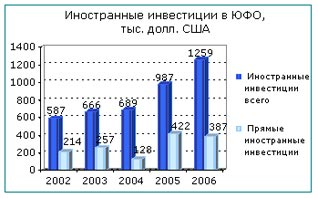 Иностранные инвестиции в ЮФО,
тыс. долл. США
1400
1200
1000
800
600
400
200
0
587
214
666
257
689
128
987
422
1259
387
2002 2003 2004 2005 2006
Иностранные
инвестиции
всего
Прямые
иностранные
инвестиции